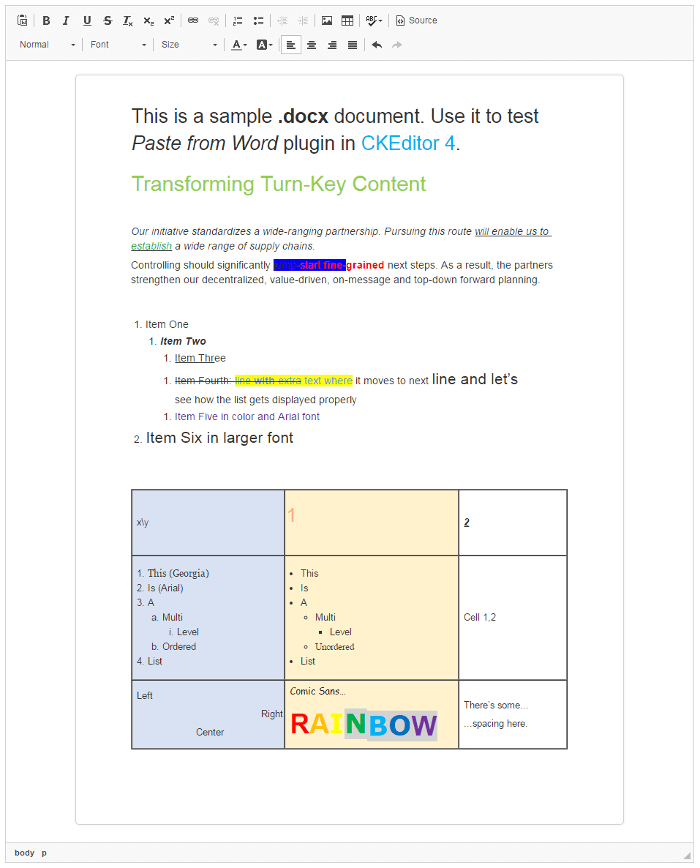 Source
Normal Font Size
This is a sample .docx document. Use it to test
Paste from Word plugin in CKEditor 4.
Transforming Turn-Key Content
Our initiative standardizes a wide-ranging partnership. Pursuing this route will enable us to
establish a wide range of supply chains.
Controlling should significantly -start fine-grained next steps. As a result, the partners
strengthen our decentralized, value-driven, on-message and top-down forward planning.
1. Item One
1. Item Two
1. Item Three
1. Item Fourth: line with extra text where it moves to next line and let's
see how the list gets displayed properly
1. Item Five in color and Arial font
2. Item Six in larger font
x\y
1
2
1. This (Georgia)
2. Is (Arial)
3. A
a. Multi
i. Level
b. Ordered
4. List
• This
• Is
• A
◦ Multi
▪ Level
◦ Unordered
• List
Cell 1,2
Left
Right
Center
Comic Sans...
RAINBOW
There's some...
...spacing here.
body p